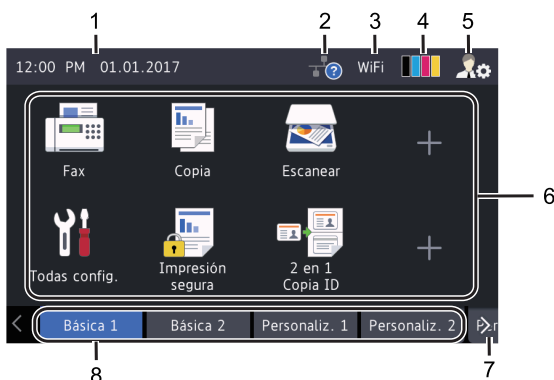 1 2 3 4 5
12:00 PM 01.01.2017 ? WiFi
Fax Copia Escanear
6
Todas config. Impresión segura 2 en 1 Copia ID
Básica 1 Básica 2 Personaliz. 1 Personaliz. 2
8 7